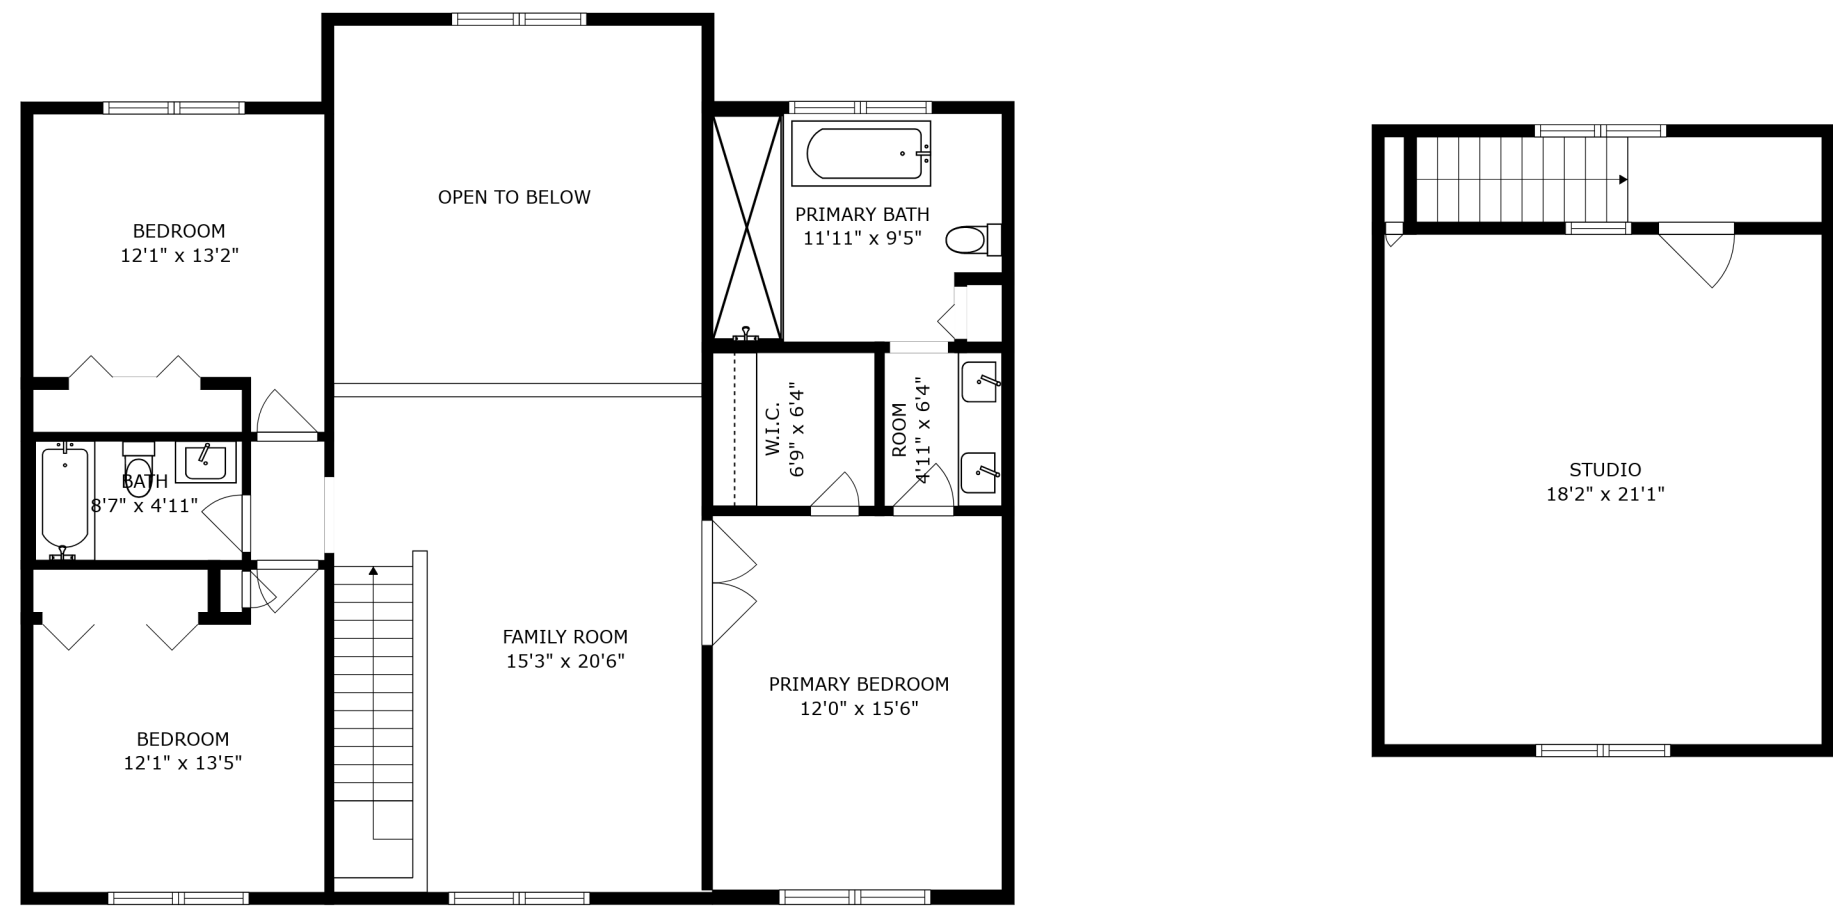 OPEN TO BELOW
BEDROOM
12'1" x 13'2"
PRIMARY BATH
11'11" x 9'5"
W.I.C.
6'9" x 6'4"
ROOM
4'11" x 6'4"
BATH
8'7" x 4'11"
STUDIO
18'2" x 21'1"
FAMILY ROOM
15'3" x 20'6"
PRIMARY BEDROOM
12'0" x 15'6"
BEDROOM
12'1" x 13'5"